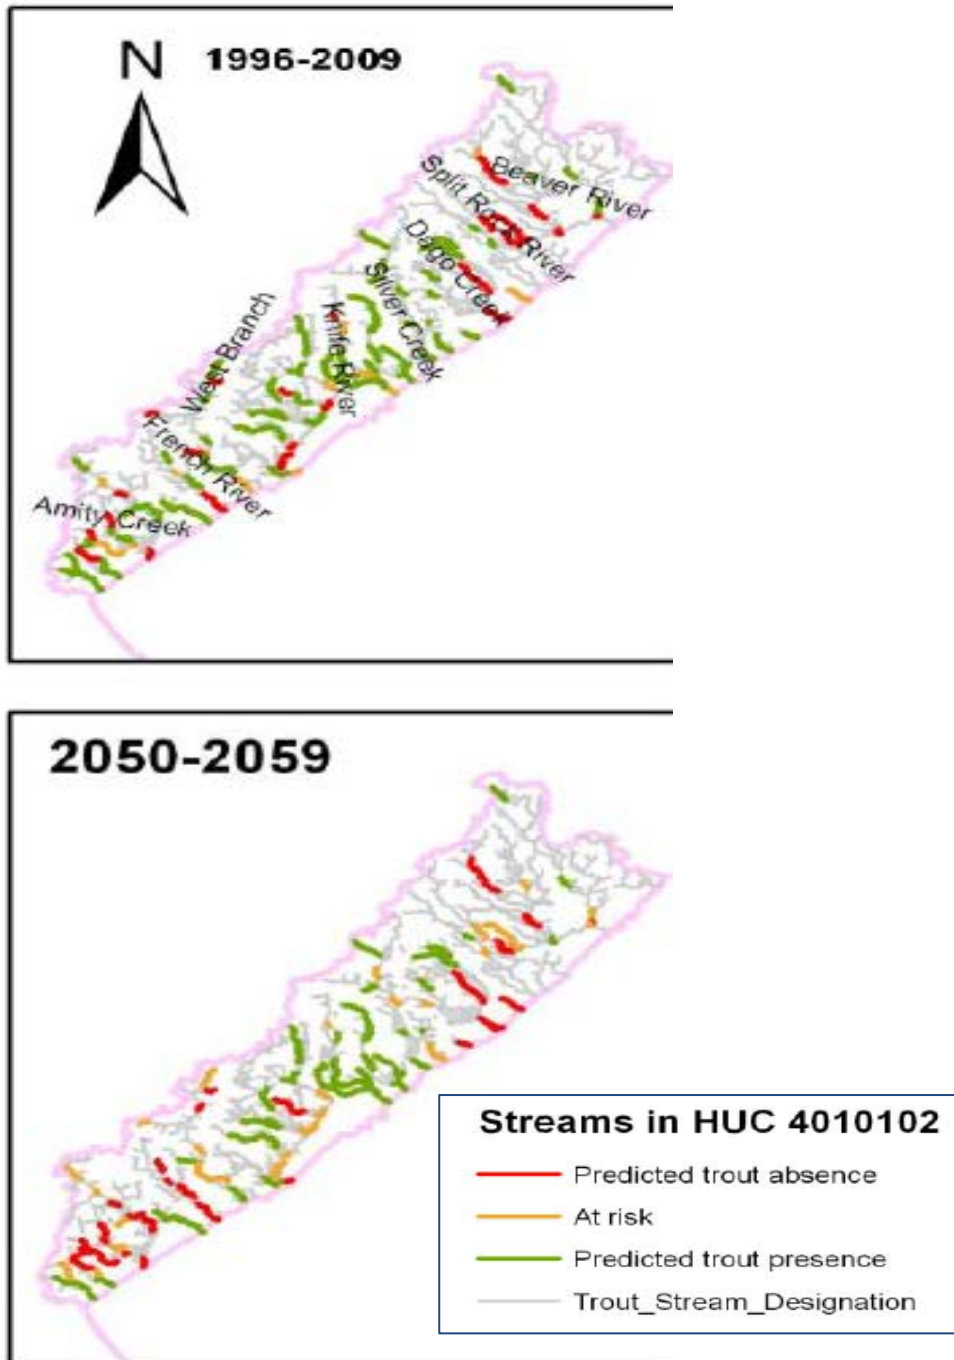 N
1996-2009
Beaver River
Split Rock River
Dago Creek
Silver Creek
Knife River
West Branch
French River
Amity Creek
2050-2059
Streams in HUC 4010102
Predicted trout absence
At risk
Predicted trout presence
Trout_Stream_Designation